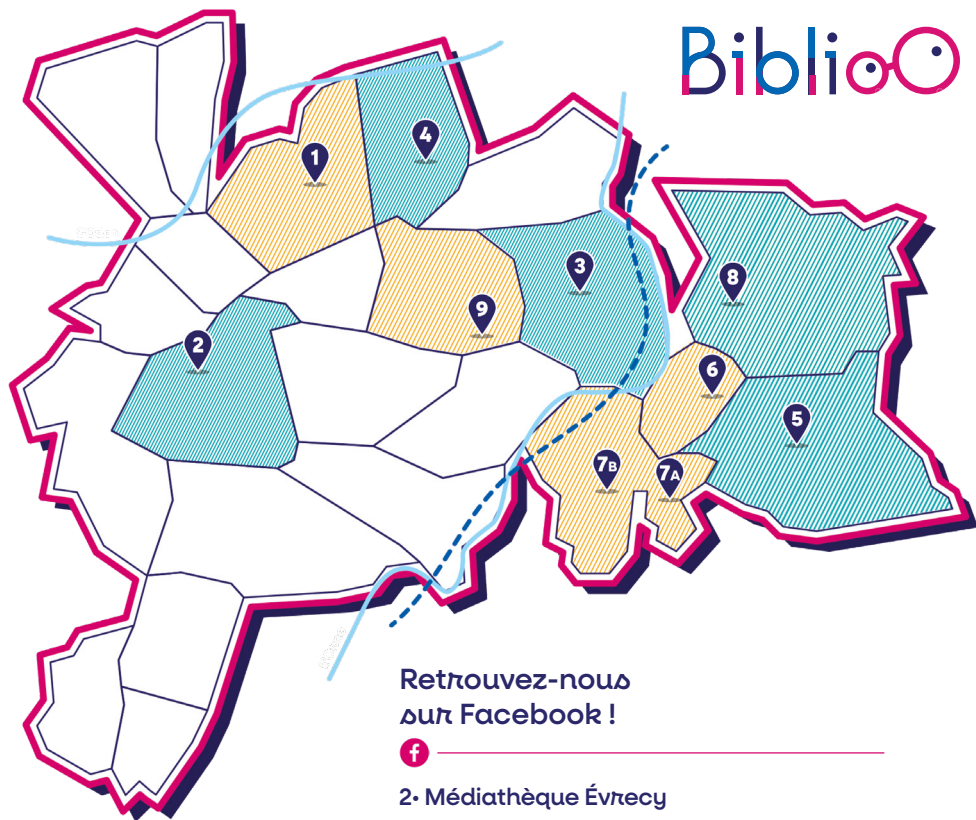 BiblioO
1
4
3
8
9
2
6
5
7B
7A
Retrouvez-nous
sur Facebook !
f
2• Médiathèque Évrecy